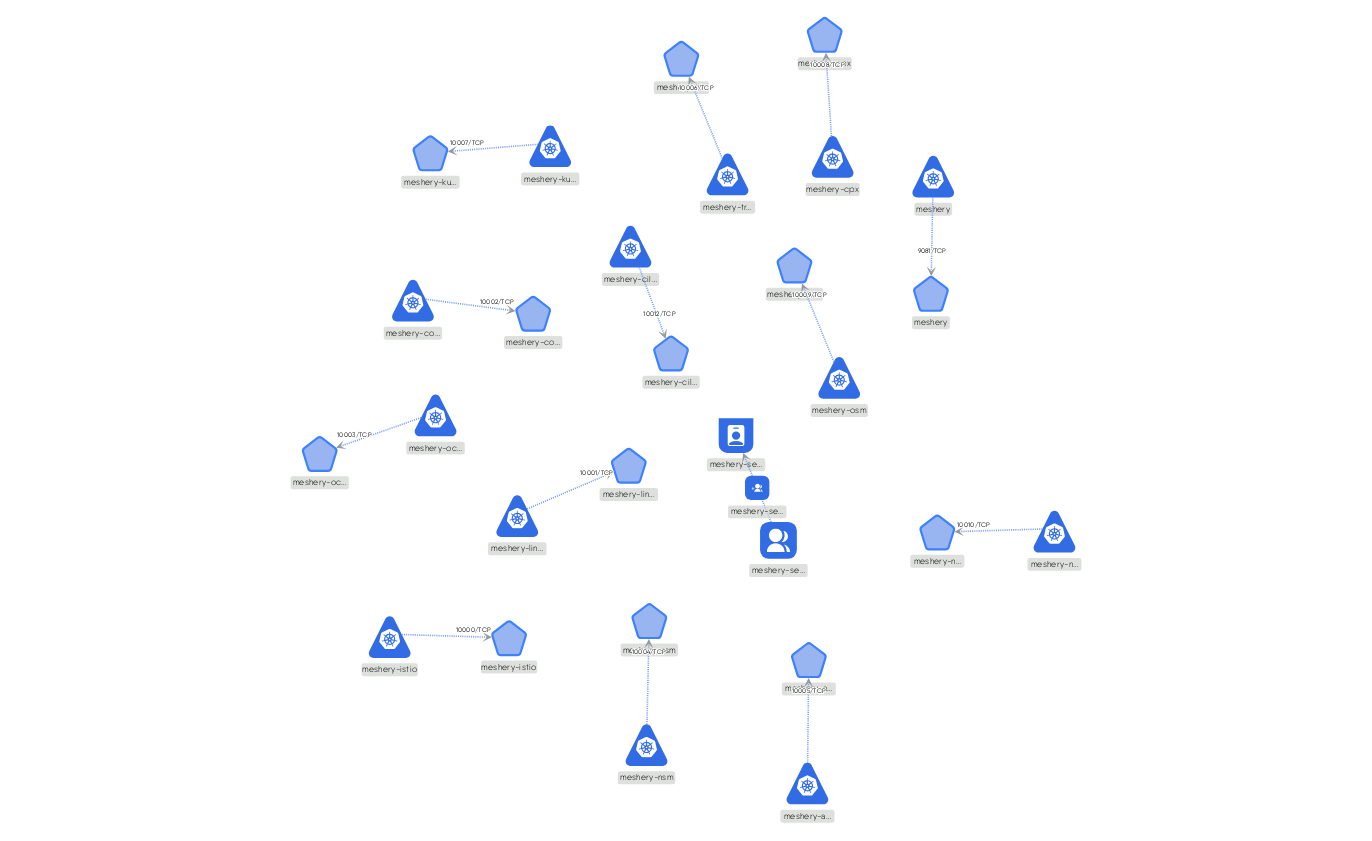 10008/TCP
10006/TCP
10007/TCP
meshery-ku...
meshery-ku...
meshery-cpx
meshery-tr...
meshery
9081/TCP
meshery-cil...
10009/TCP
10002/TCP
10012/TCP
meshery
meshery-co...
meshery-co...
meshery-cil...
meshery-osm
10003/TCP
meshery-oc...
meshery-se...
10001/TCP
meshery-oc...
meshery-lin...
meshery-se...
10010/TCP
meshery-lin...
meshery-n...
meshery-n...
meshery-se...
10000/TCP
10004/TCP
meshery-istio
meshery-istio
10005/TCP
meshery-nsm
meshery-a...